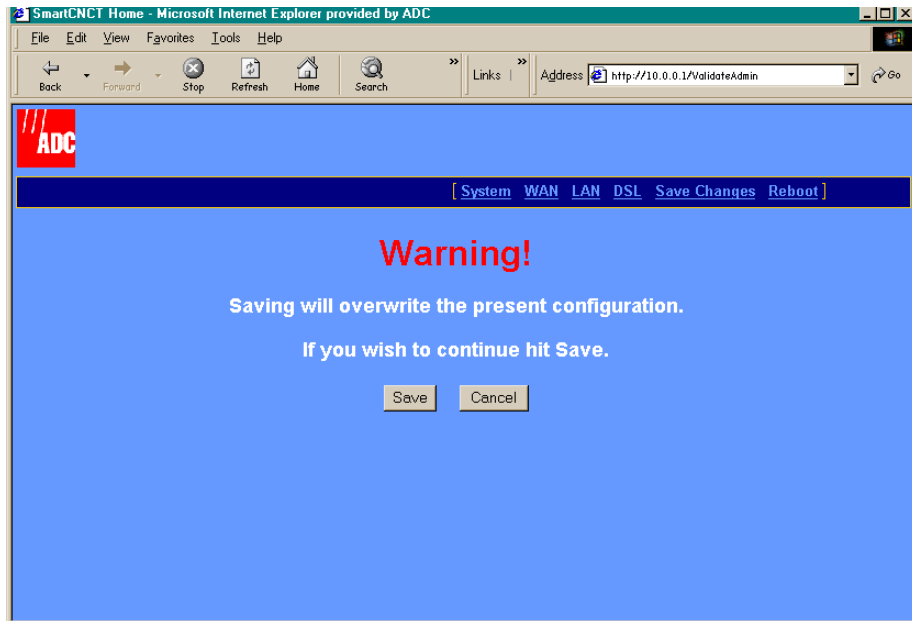 SmartCNCT Home - Microsoft Internet Explorer provided by ADC
File Edit View Favorites Tools Help
Back Forward Stop Refresh Home Search » Links » Address http://10.0.0.1/ValidateAdmin Go
ADC
[ System WAN LAN DSL Save Changes Reboot ]
Warning!
Saving will overwrite the present configuration.
If you wish to continue hit Save.
Save Cancel